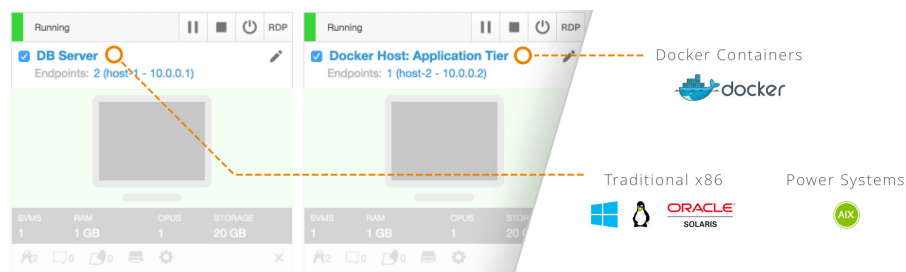 Running
RDP
DB Server
Endpoints: 2 (host-1 - 10.0.0.1)
SVMS RAM CPUS STORAGE
1 1 GB 1 20 GB
2 0 0
Running
RDP
Docker Host: Application Tier
Endpoints: 1 (host-2 - 10.0.0.2)
SVMS RAM CPUS STOR
1 1 GB 1 20 G
2 0 0
Docker Containers
docker
Traditional x86
ORACLE
SOLARIS
Power Systems
AIX